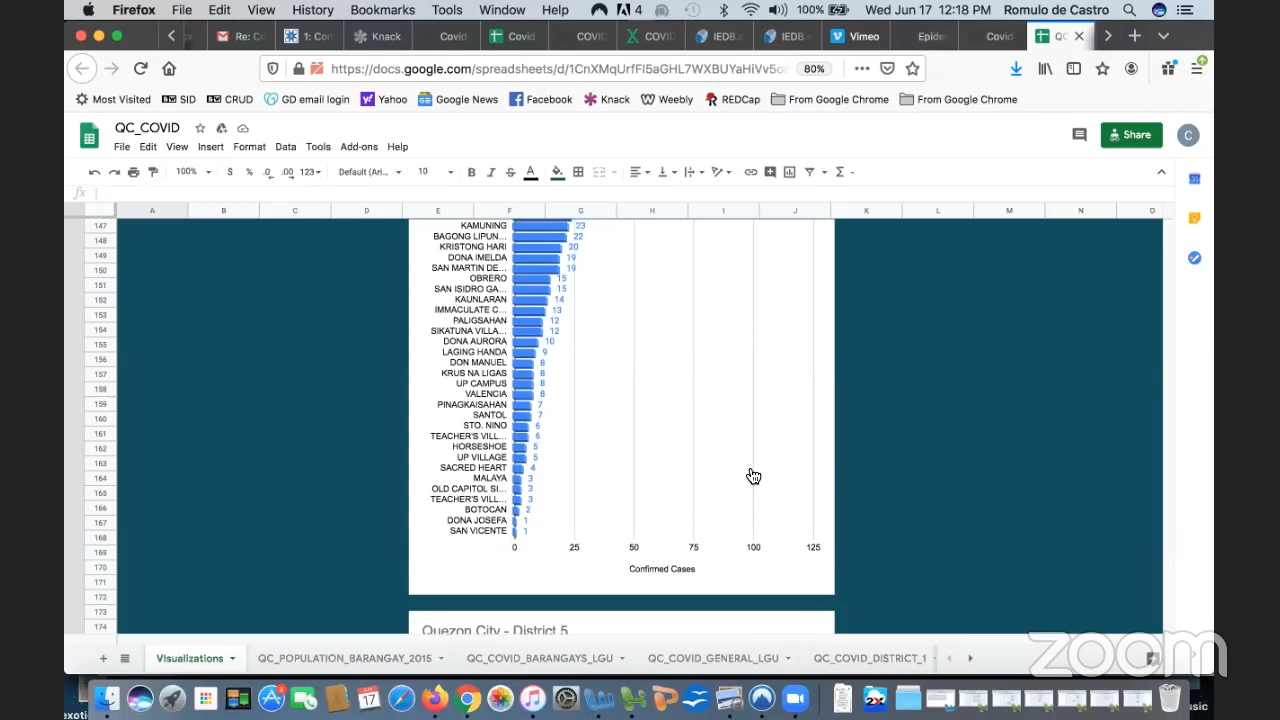 Firefox File Edit View History Bookmarks Tools Window Help 4 100% Wed Jun 17 12:18 PM Romulo de Castro
Re: C 1: Con Knack Covid Covid COVID COVID IEDB.c IEDB.c Vimeo Epide Covid QC
https://docs.google.com/spreadsheets/d/1CnXMqUrfFI5aGHL7WXBUYaHiVv5o 80%
Most Visited SID CRUD GD email login Yahoo Google News Facebook Knack Weebly REDCap From Google Chrome From Google Chrome
QC_COVID
File Edit View Insert Format Data Tools Add-ons Help
Share
C
100% $ % .0 .00 123 Default (Ari... 10 B I S A
fx
A B C D E F G H I J K L M N O
147
148
149
150
151
152
153
154
155
156
157
158
159
160
161
162
163
164
165
166
167
168
169
170
171
172
173
174
KAMUNING 23
BAGONG LIPUN... 22
KRISTONG HARI 20
DONA IMELDA 19
SAN MARTIN DE... 19
OBRERO 15
SAN ISIDRO GA... 15
KAUNLARAN 14
IMMACULATE C... 13
PALIGSAHAN 12
SIKATUNA VILLA... 12
DONA AURORA 10
LAGING HANDA 9
DON MANUEL 8
KRUS NA LIGAS 8
UP CAMPUS 8
VALENCIA 8
PINAGKAISAHAN 7
SANTOL 7
STO. NINO 6
TEACHER'S VILL... 6
HORSESHOE 5
UP VILLAGE 5
SACRED HEART 4
MALAYA 3
OLD CAPITOL SI... 3
TEACHER'S VILL... 3
BOTOCAN 2
DONA JOSEFA 1
SAN VICENTE 1
0 25 50 75 100 125
Confirmed Cases
Quezon City - District 5
Visualizations QC_POPULATION_BARANGAY_2015 QC_COVID_BARANGAYS_LGU QC_COVID_GENERAL_LGU QC_COVID_DISTRICT_1
zoom